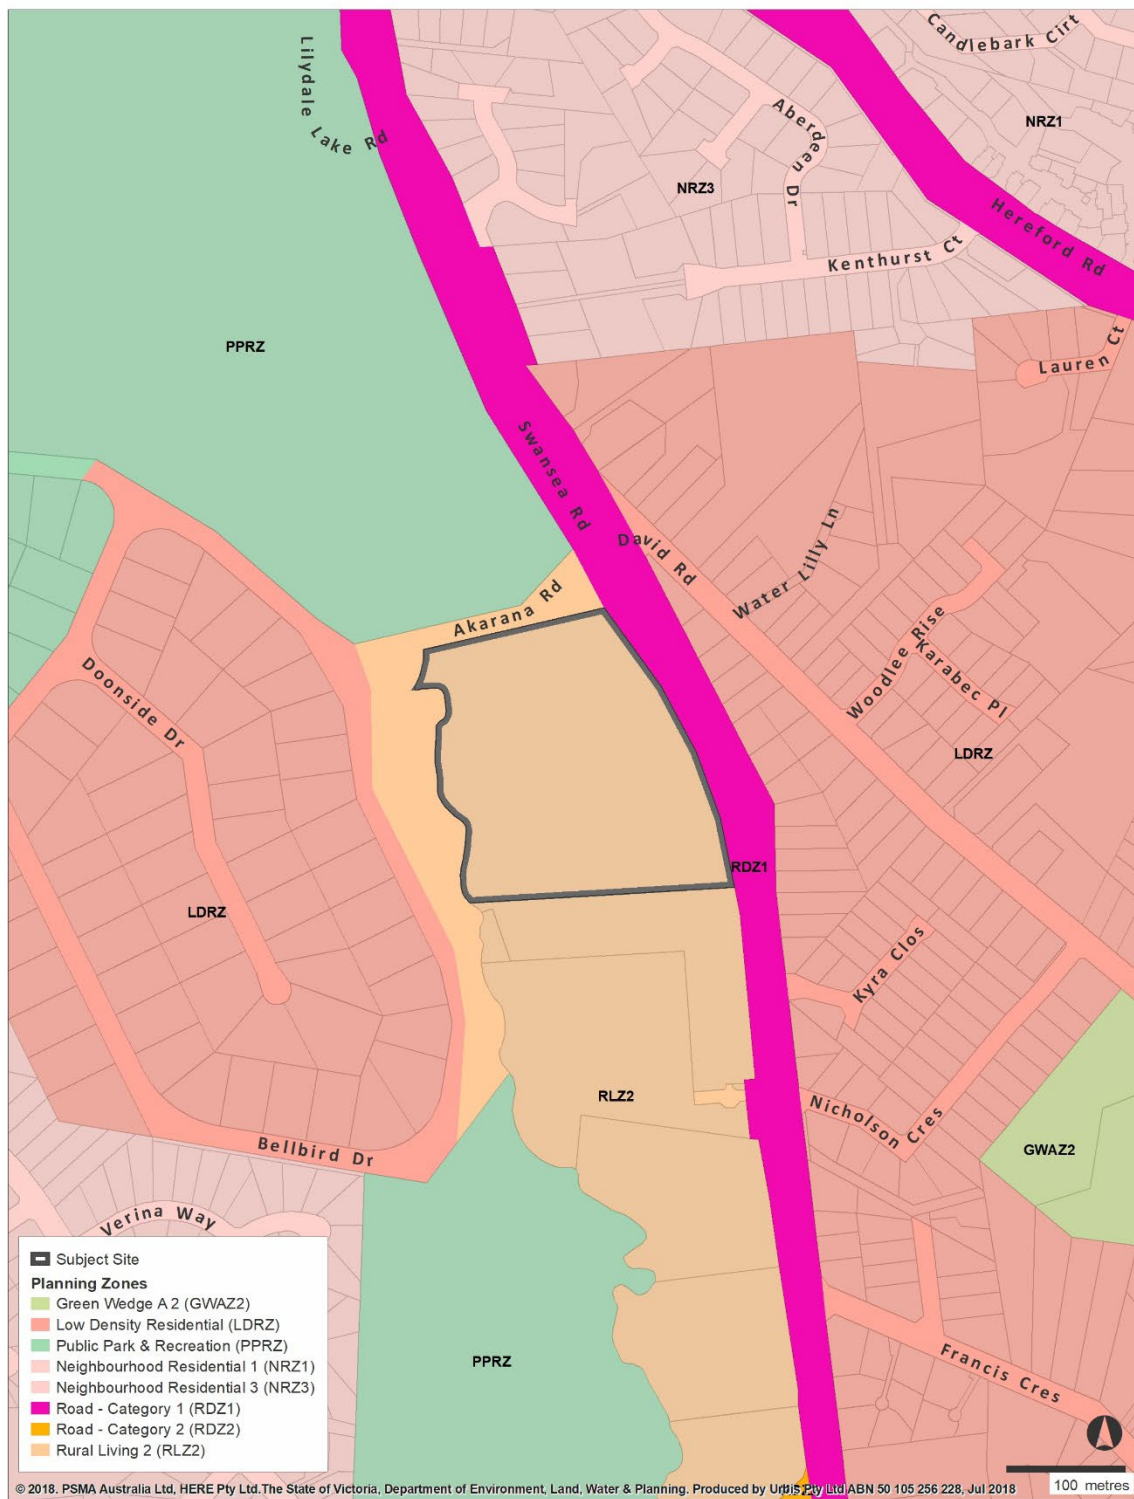 Candlebark Cirt
Lilydale Lake Rd
Aberdeen Dr
NRZ1
NRZ3
Hereford Rd
Kenthurst Ct
PPRZ
Lauren Ct
Swansea Rd
David Rd
Water Lilly Ln
Akarana Rd
Woodlee Rise
Karabec Pl
Doonside Dr
LDRZ
RDZ1
LDRZ
Kyra Clos
RLZ2
Nicholson Cres
Bellbird Dr
GWAZ2
Verina Way
PPRZ
Francis Cres
Subject Site
Planning Zones
Green Wedge A 2 (GWAZ2)
Low Density Residential (LDRZ)
Public Park & Recreation (PPRZ)
Neighbourhood Residential 1 (NRZ1)
Neighbourhood Residential 3 (NRZ3)
Road - Category 1 (RDZ1)
Road - Category 2 (RDZ2)
Rural Living 2 (RLZ2)
100 metres
© 2018. PSMA Australia Ltd, HERE Pty Ltd.The State of Victoria, Department of Environment, Land, Water & Planning. Produced by Urbis Pty Ltd ABN 50 105 256 228, Jul 2018